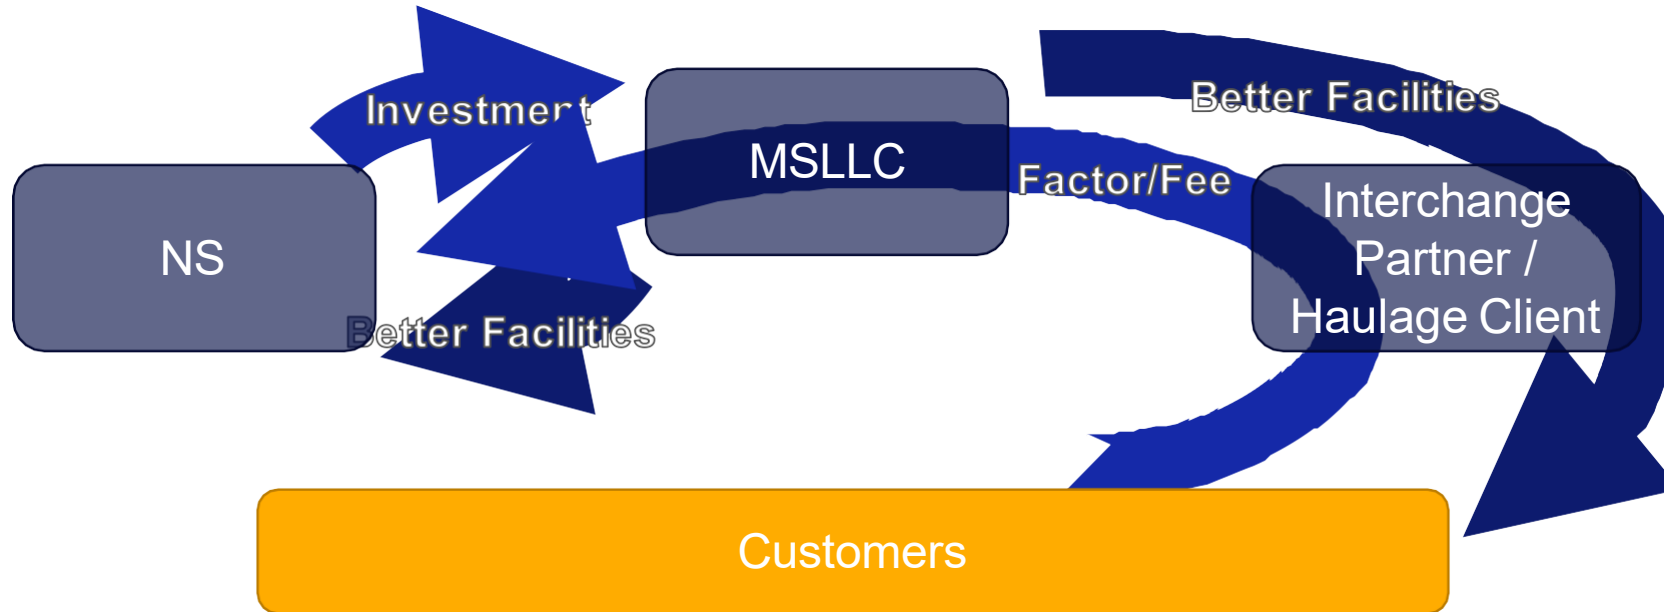 Investment
Better Facilities
MSLLC
Factor/Fee
Interchange
Partner /
Haulage Client
NS
Better Facilities
Customers